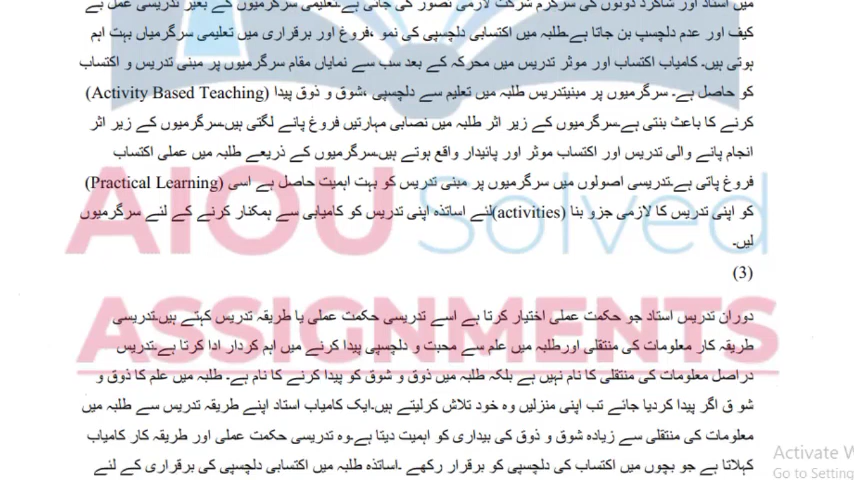 میں استاد اور شاگرد دونوں کی سرگرم شرکت لازمی تصور کی جاتی ہے۔تعلیمی سرگرمیوں کے بغیر تدریسی عمل بے
کیف اور عدم دلچسپ بن جاتا ہے۔طلبہ میں اکتسابی دلچسپی کی نمو ،فروغ اور برقراری میں تعلیمی سرگرمیاں بہت اہم
ہوتی ہیں۔ کامیاب اکتساب اور موثر تدریس میں محرکہ کے بعد سب سے نمایاں مقام سرگرمیوں پر مبنی تدریس و اکتساب
کو حاصل ہے۔ سرگرمیوں پر مبنیتدریس طلبہ میں تعلیم سے دلچسپی ،شوق و ذوق پیدا (Activity Based Teaching)
کرنے کا باعث بنتی ہے۔سرگرمیوں کے زیر اثر طلبہ میں نصابی مہارتیں فروغ پانے لگتی ہیں۔سرگرمیوں کے زیر اثر
انجام پانے والی تدریس اور اکتساب موثر اور پائیدار واقع ہوتے ہیں۔سرگرمیوں کے ذریعے طلبہ میں عملی اکتساب
فروغ پاتی ہے۔تدریسی اصولوں میں سرگرمیوں پر مبنی تدریس کو بہت اہمیت حاصل ہے اسی (Practical Learning)
کو اپنی تدریس کا لازمی جزو بنا (activities)لئے اساتذہ اپنی تدریس کو کامیابی سے ہمکنار کرنے کے لئے سرگرمیوں
لیں۔
(3)
دوران تدریس استاد جو حکمت عملی اختیار کرتا ہے اسے تدریسی حکمت عملی یا طریقہ تدریس کہتے ہیں۔تدریسی
طریقہ کار معلومات کی منتقلی اورطلبہ میں علم سے محبت و دلچسپی پیدا کرنے میں اہم کردار ادا کرتا ہے۔تدریس
دراصل معلومات کی منتقلی کا نام نہیں ہے بلکہ طلبہ میں ذوق و شوق کو پیدا کرنے کا نام ہے۔ طلبہ میں علم کا ذوق و
شو ق اگر پیدا کردیا جائے تب اپنی منزلیں وہ خود تلاش کرلیتے ہیں۔ایک کامیاب استاد اپنے طریقہ تدریس سے طلبہ میں
معلومات کی منتقلی سے زیادہ شوق و ذوق کی بیداری کو اہمیت دیتا ہے۔وہ تدریسی حکمت عملی اور طریقہ کار کامیاب
کہلاتا ہے جو بچوں میں اکتساب کی دلچسپی کو برقرار رکھے ۔اساتذہ طلبہ میں اکتسابی دلچسپی کی برقراری کے لئے
AIOU Solved
ASSIGNMENTS
Activate W
Go to Setting